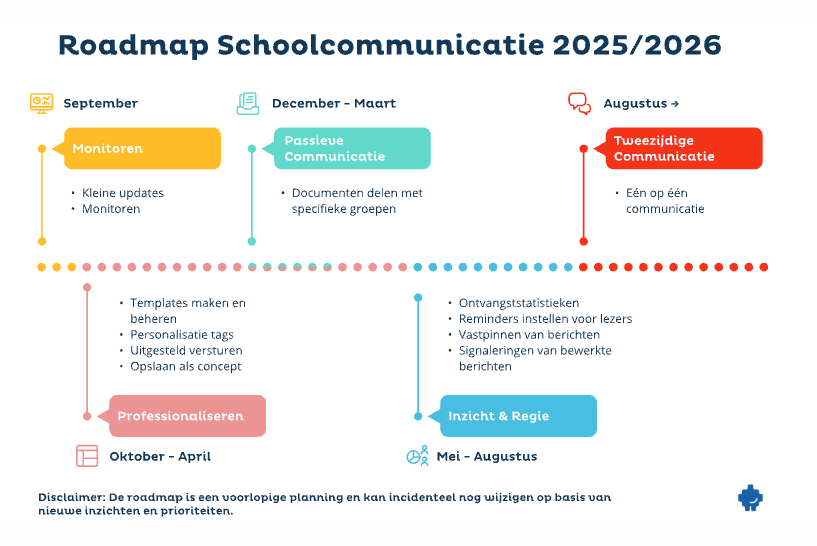 Roadmap Schoolcommunicatie 2025/2026
September
December - Maart
Augustus →
Monitoren
Passieve
Communicatie
Tweezijdige
Communicatie
• Kleine updates
• Monitoren
• Documenten delen met
specifieke groepen
• Eén op één
communicatie
• Templates maken en
beheren
• Personalisatie tags
• Uitgesteld versturen
• Opslaan als concept
• Ontvangststatistieken
• Reminders instellen voor lezers
• Vastpinnen van berichten
• Signaleringen van bewerkte
berichten
Professionaliseren
Inzicht & Regie
Oktober - April
Mei - Augustus
Disclaimer: De roadmap is een voorlopige planning en kan incidenteel nog wijzigen op basis van
nieuwe inzichten en prioriteiten.